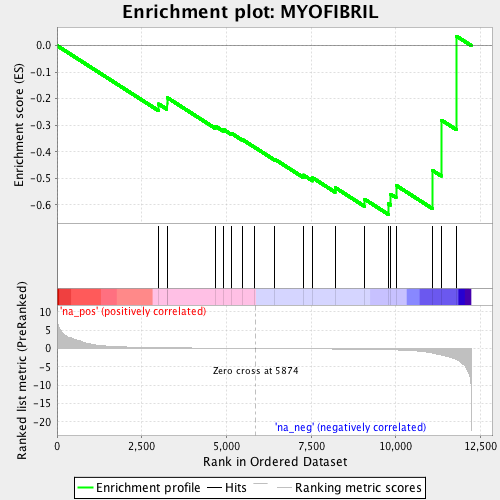 Enrichment plot: MYOFIBRIL
Enrichment score (ES)
0.0
-0.1
-0.2
-0.3
-0.4
-0.5
-0.6
'na_pos' (positively correlated)
Ranked list metric (PreRanked)
10
5
0
-5
-10
-15
-20
Zero cross at 5874
'na_neg' (negatively correlated)
0
2,500
5,000
7,500
10,000
12,500
Rank in Ordered Dataset
Enrichment profile
Hits
Ranking metric scores